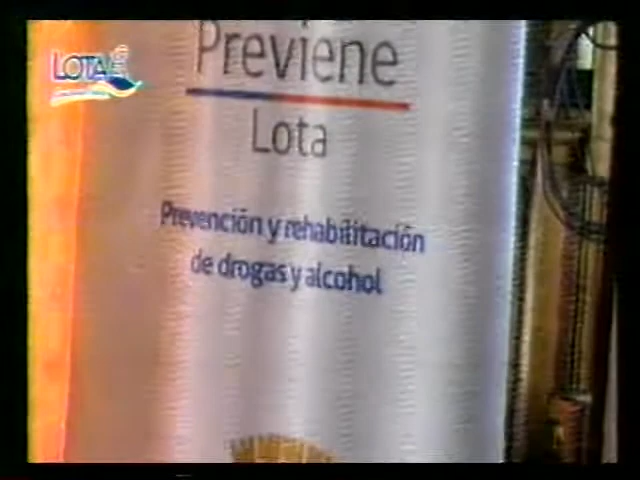 Previene
LOTA
Lota
Prevención y rehabilitación
de drogas y alcohol